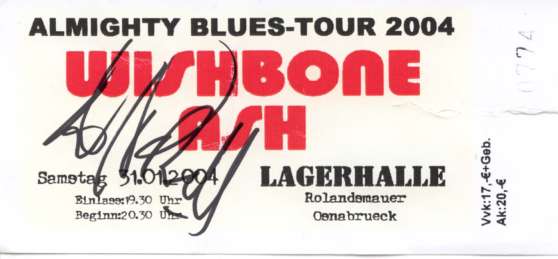 ALMIGHTY BLUES-TOUR 2004
WISHBONE
ASH
Samstag 31.01.2004
Einlass:19.30 Uhr
Beginn:20.30 Uhr
LAGERHALLE
Rolandsmauer
Osnabrueck
Vvk:17,-€+Geb.
Ak:20,-€
0774